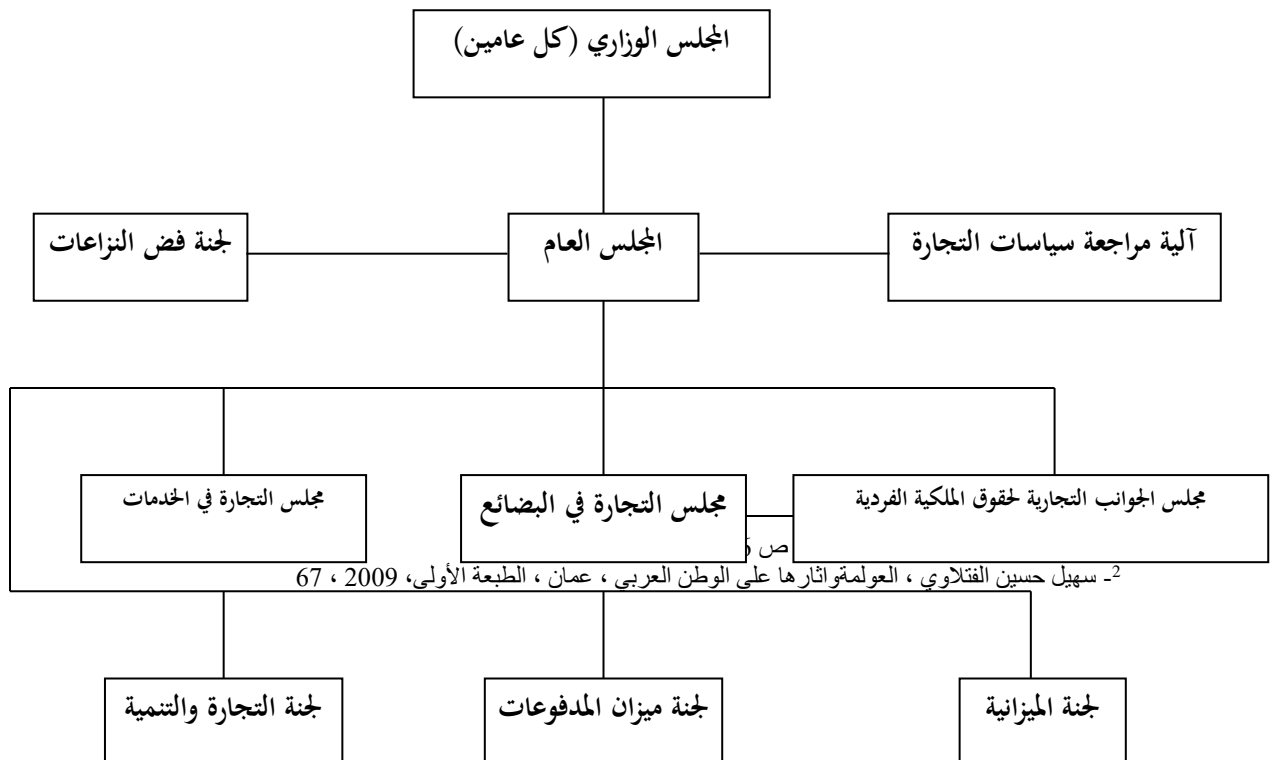 المجلس الوزاري (كل عامين)
آلية مراجعة سياسات التجارة
المجلس العام
لجنة فض النزاعات
مجلس الجوانب التجارية لحقوق الملكية الفردية
مجلس التجارة في البضائع
مجلس التجارة في الخدمات
ص
2- سهيل حسين الفتلاوي ، العولمةواثارها على الوطن العربي ، عمان ، الطبعة الأولى، 2009 ، 67
لجنة الميزانية
لجنة ميزان المدفوعات
لجنة التجارة والتنمية